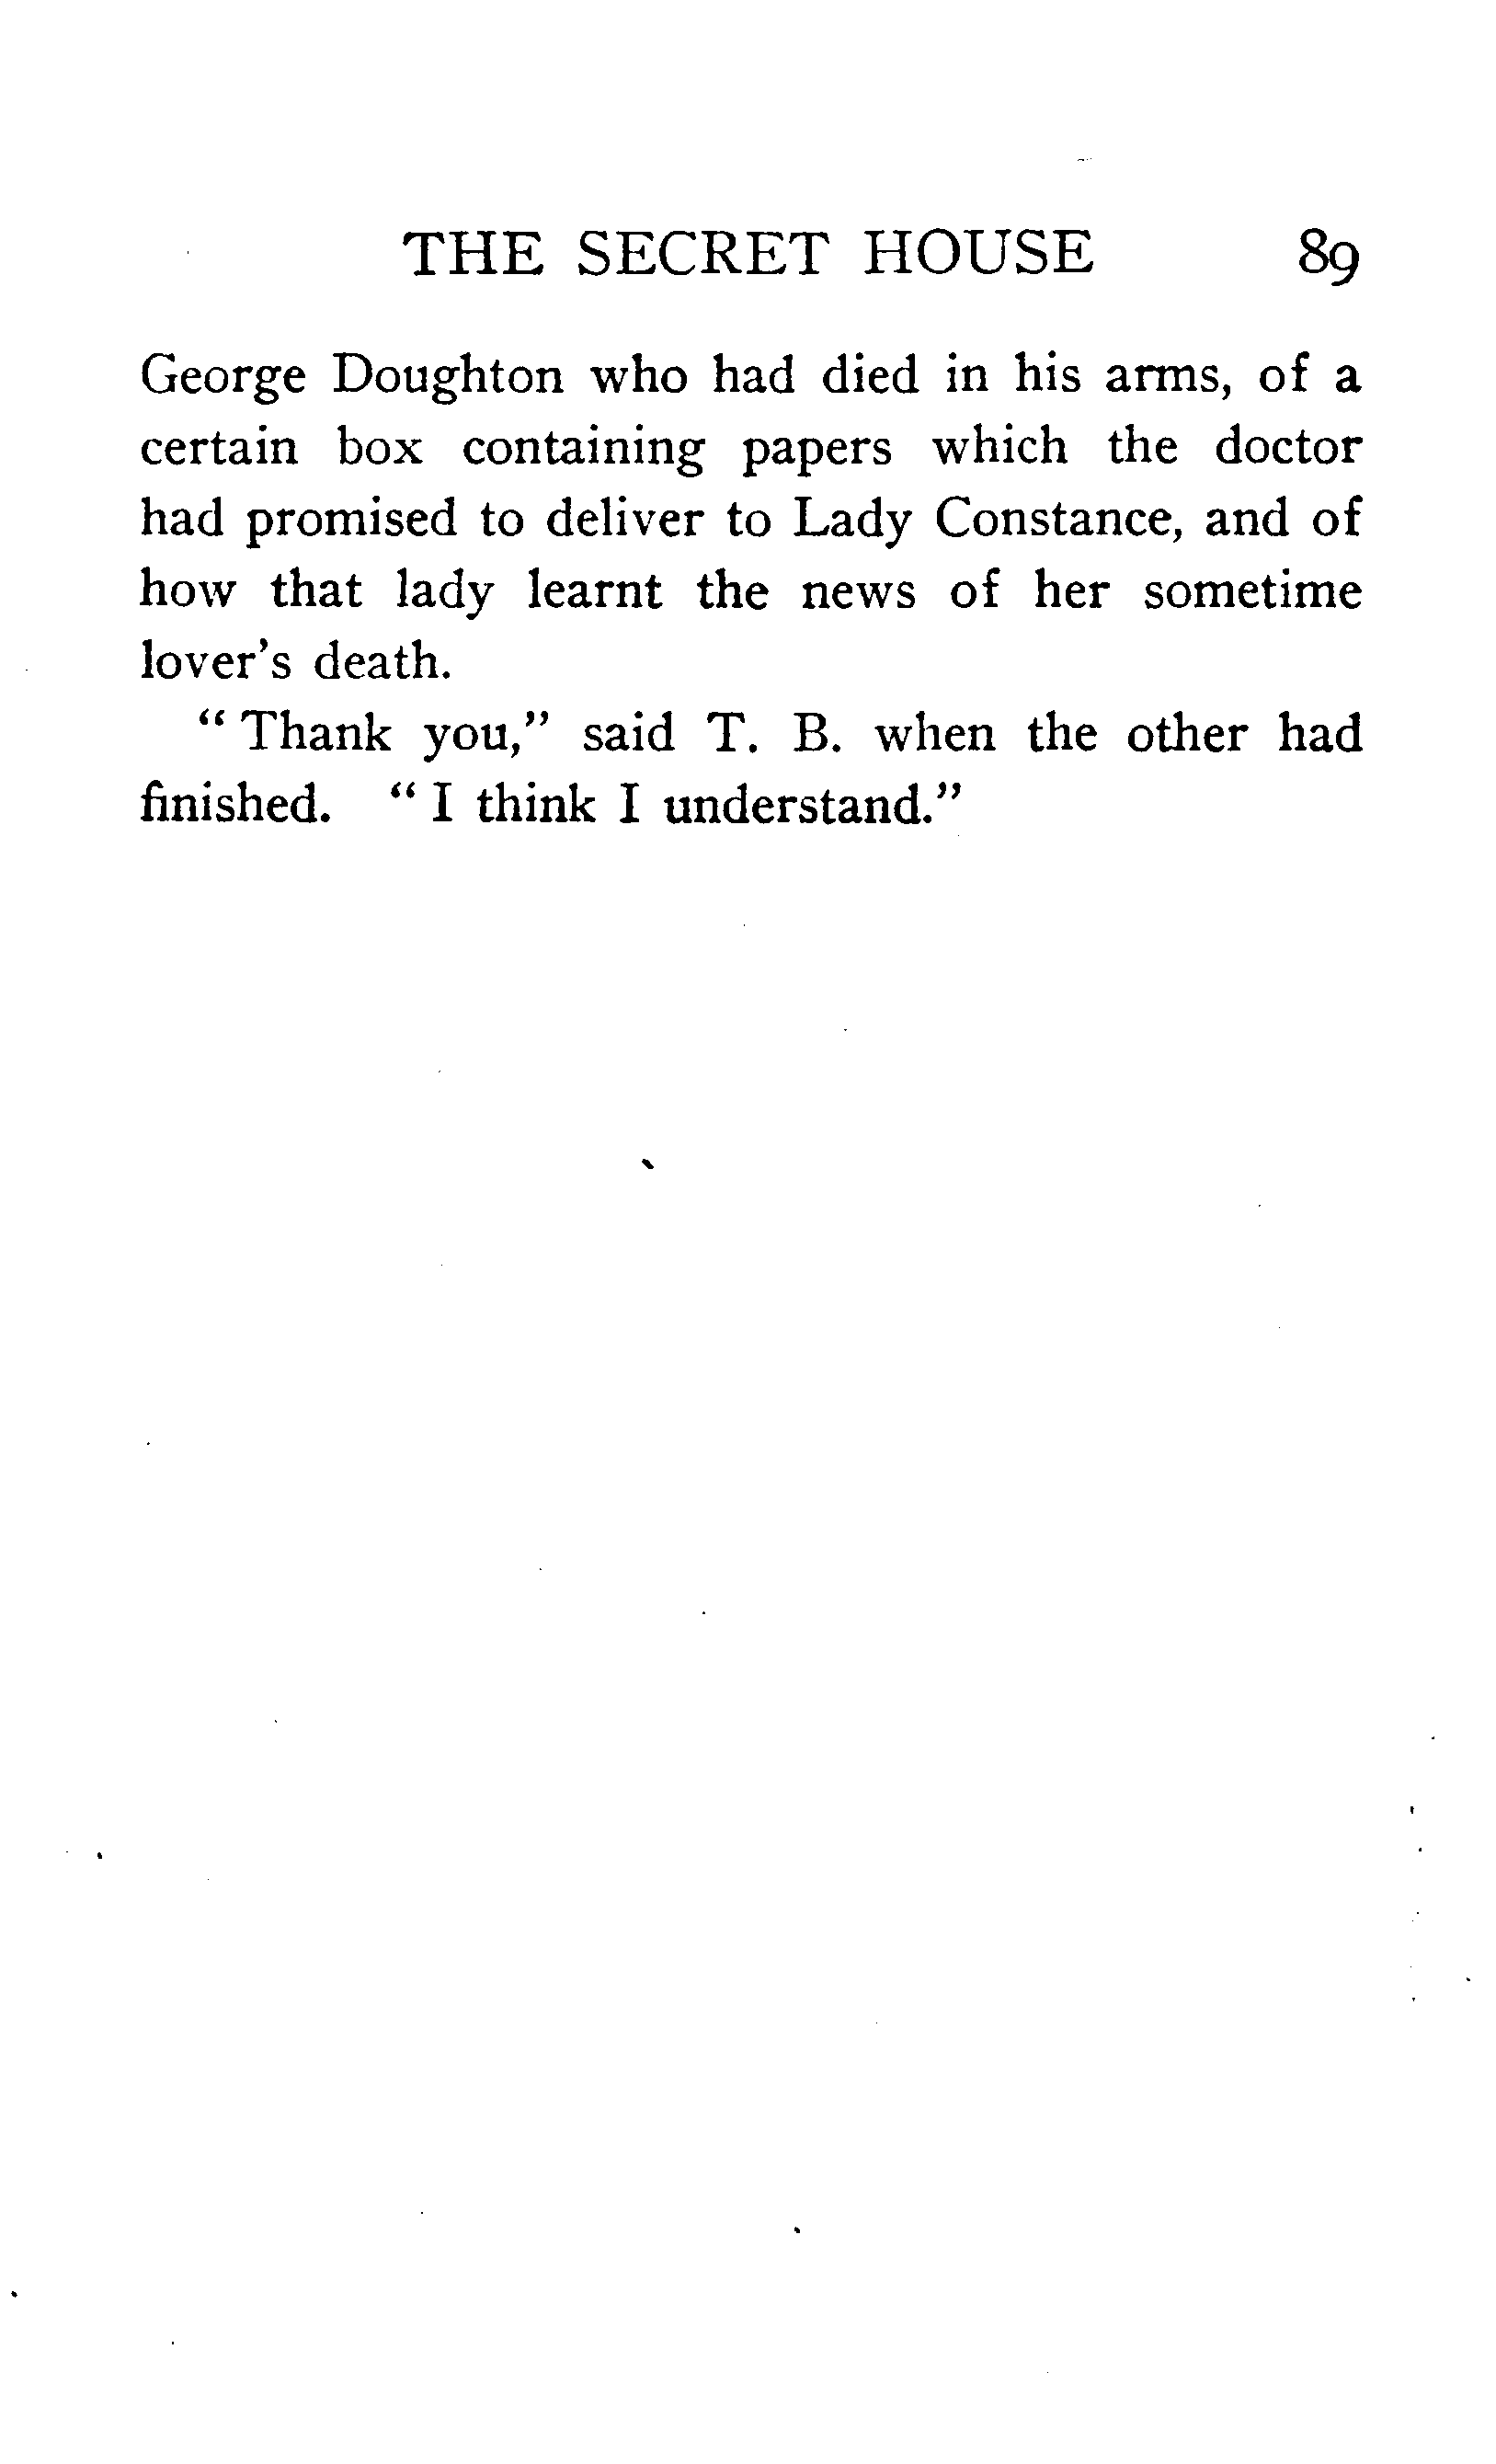 THE SECRET HOUSE 89
George Doughton who had died in his arms, of a
certain box containing papers which the doctor
had promised to deliver to Lady Constance, and of
how that lady learnt the news of her sometime
lover's death.
" Thank you," said T. B. when the other had
finished. " I think I understand."